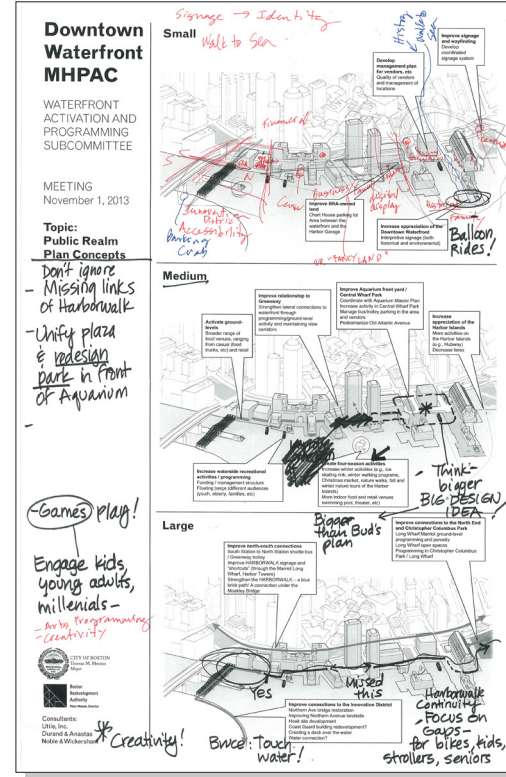 Downtown
Waterfront
MHPAC
WATERFRONT
ACTIVATION AND
PROGRAMMING
SUBCOMMITTEE
MEETING
November 1, 2013
Topic:
Public Realm
Plan Concepts
Don't ignore
- Missing links
of Harborwalk
- Unify plaza
& redesign
park in front
of Aquarium
-
- Games play!
Engage kids,
young adults,
millenials -
- Arts Programming
- Creativity
CITY OF BOSTON
Thomas M. Menino
Mayor
Boston
Redevelopment
Authority
Peter Meade, Director
Consultants:
Utile, Inc.
Durand & Anastas
Noble & Wickersham
* Creativity!
Small
Signage → Identity
Walk to Sea
History
Walk to
Sea
Develop
management plan
for vendors, etc
Quality of vendors
and management of
locations
Improve signage
and wayfinding
Develop
coordinated
signage system
Financial
Innovation
District
Accessibility
Parking
Crab
Center
Business
digital
display
Improve BRA-owned
land
Chart House parking lot
Area between the
waterfront and the
Harbor Garage
or "FANCY LAND"
Increase appreciation of the
Downtown Waterfront
Interpretive signage (both
historical and environmental)
Balloon
Rides!
Medium
Activate ground-
levels
Broader range of
food venues, ranging
from casual (food
trucks, etc) and retail
Improve relationship to
Greenway
Strengthen lateral connections to
waterfront through
programming/ground-level
activity and maintaining view
corridors
Improve Aquarium front yard /
Central Wharf Park
Coordinate with Aquarium Master Plan
Increase activity in Central Wharf Park
Manage bus/trolley parking in the area
and vendors
Pedestrianize Old Atlantic Avenue
Increase
appreciation of the
Harbor Islands
More activities on
the Harbor Islands
(e.g., Hubway)
Decrease fares
Increase waterside recreational
activities / programming
Funding / management structure
Floating barge (different audiences
(youth, elderly, families, etc)
Create four-season activities
Increase winter activities (e.g., ice
skating rink, winter walking programs,
Christmas market, nature walks, fall and
winter nature tours of the Harbor
Islands)
More indoor food and retail venues
swimming pool, theater, etc)
- Think
bigger
BIG DESIGN
IDEA!
Bigger
than Bud's
plan
Large
Improve north-south connections
South Station to North Station shuttle bus
/ Greenway trolley
Improve HARBORWALK signage and
"shortcuts" (through the Marriot Long
Wharf, Harbor Towers)
Strengthen the HARBORWALK – a blue
brick path/ A connection under the
Moakley Bridge
Improve connections to the North End
and Christopher Columbus Park
Long Wharf Marriot ground-level
programming and porosity
Long Wharf open spaces
Programming in Christopher Columbus
Park / Long Wharf
Yes
Missed
this
Improve connections to the Innovation District
Northern Ave bridge restoration
Improving Northern Avenue landside
Hook site development
Coast Guard building redevelopment?
Creating a deck over the water
Water connection?
Bruce: Touch
water!
Harborwalk
Continuity
- Focus on
Gaps -
for bikes, kids,
strollers, seniors